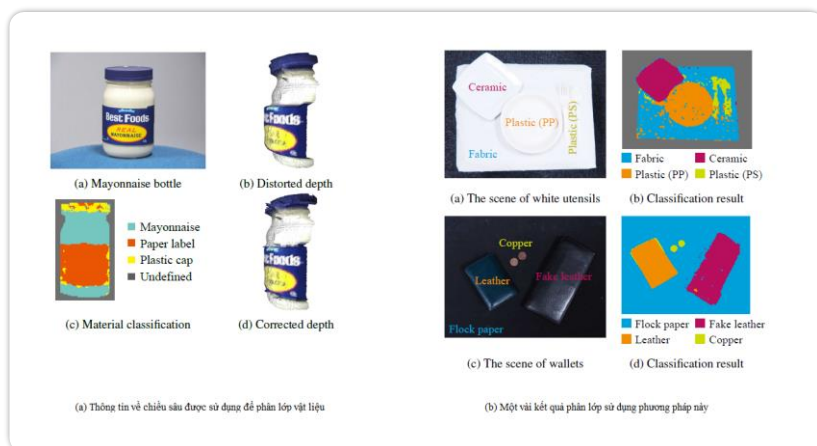 Best Foods
REAL
MAYONNAISE
(a) Mayonnaise bottle
(b) Distorted depth
Mayonnaise
Paper label
Plastic cap
Undefined
(c) Material classification
(d) Corrected depth
(a) Thông tin về chiều sâu được sử dụng để phân lớp vật liệu
Ceramic
Plastic (PP)
Plastic (PS)
Fabric
(a) The scene of white utensils
Fabric
Ceramic
Plastic (PP)
Plastic (PS)
(b) Classification result
Copper
Leather
Fake leather
Flock paper
(c) The scene of wallets
Flock paper
Fake leather
Leather
Copper
(d) Classification result
(b) Một vài kết quả phân lớp sử dụng phương pháp này